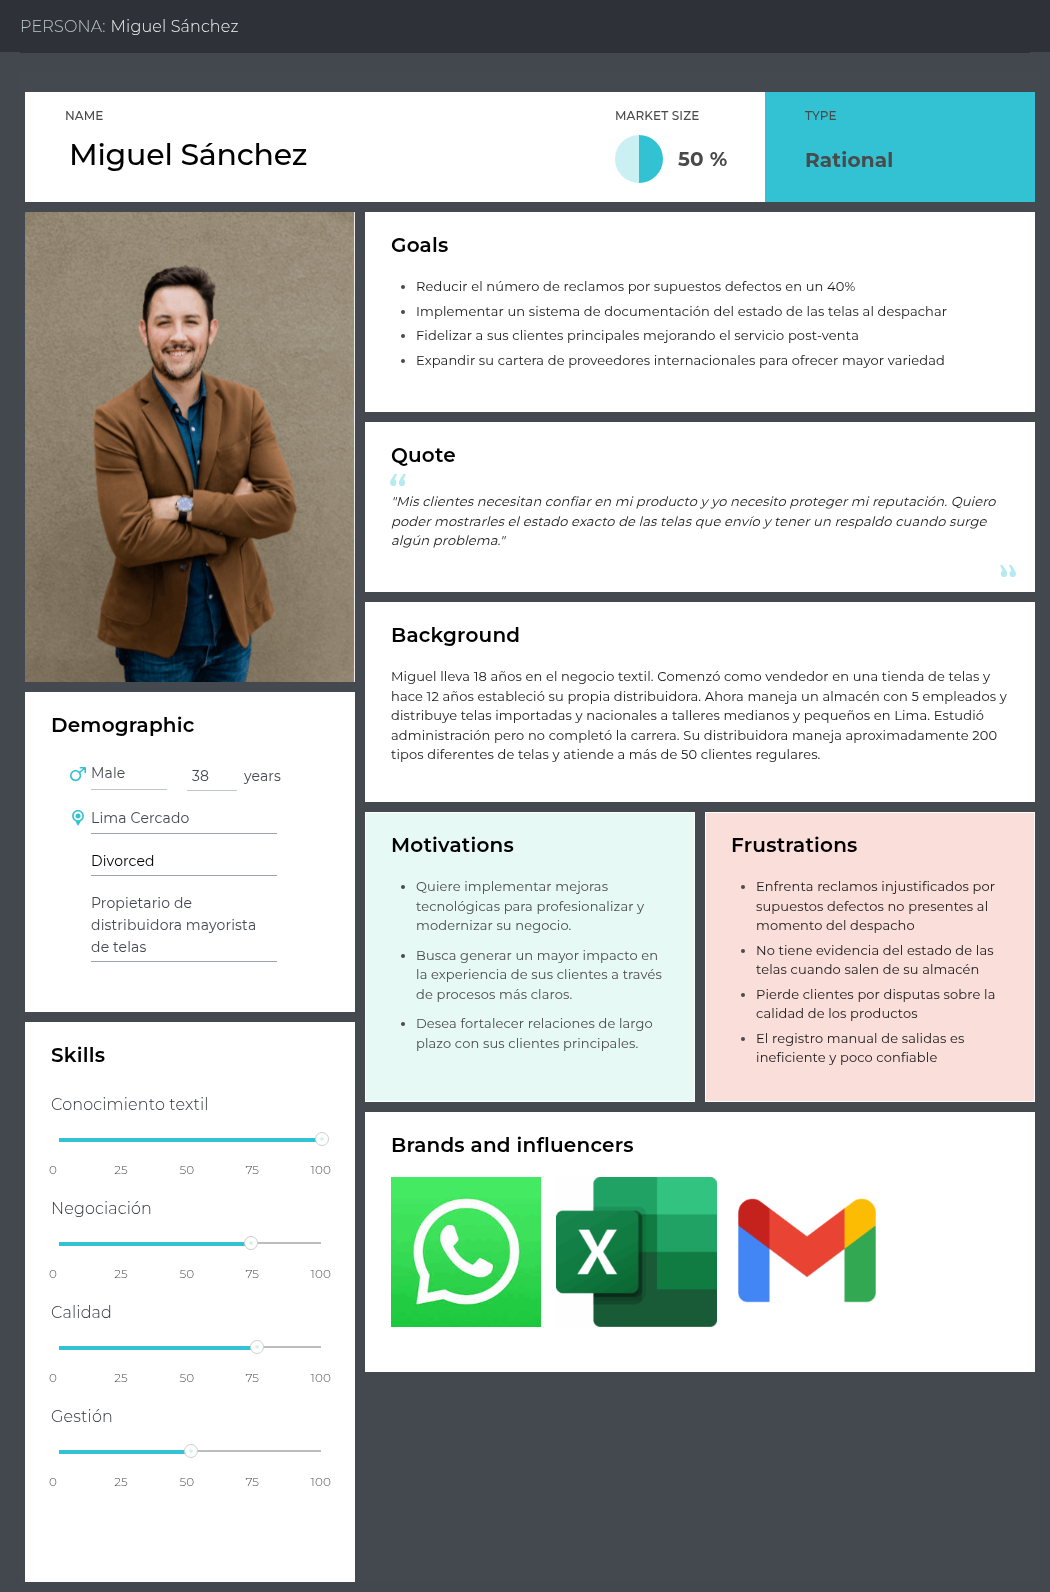 PERSONA: Miguel Sánchez
NAME
Miguel Sánchez
MARKET SIZE
50 %
TYPE
Rational
Goals
Reducir el número de reclamos por supuestos defectos en un 40%
Implementar un sistema de documentación del estado de las telas al despachar
Fidelizar a sus clientes principales mejorando el servicio post-venta
Expandir su cartera de proveedores internacionales para ofrecer mayor variedad
Quote
"Mis clientes necesitan confiar en mi producto y yo necesito proteger mi reputación. Quiero
poder mostrarles el estado exacto de las telas que envío y tener un respaldo cuando surge
algún problema."
Background
Miguel lleva 18 años en el negocio textil. Comenzó como vendedor en una tienda de telas y
hace 12 años estableció su propia distribuidora. Ahora maneja un almacén con 5 empleados y
distribuye telas importadas y nacionales a talleres medianos y pequeños en Lima. Estudió
administración pero no completó la carrera. Su distribuidora maneja aproximadamente 200
tipos diferentes de telas y atiende a más de 50 clientes regulares.
Demographic
Male 38 years
Lima Cercado
Divorced
Propietario de
distribuidora mayorista
de telas
Motivations
Quiere implementar mejoras
tecnológicas para profesionalizar y
modernizar su negocio.
Busca generar un mayor impacto en
la experiencia de sus clientes a través
de procesos más claros.
Desea fortalecer relaciones de largo
plazo con sus clientes principales.
Frustrations
Enfrenta reclamos injustificados por
supuestos defectos no presentes al
momento del despacho
No tiene evidencia del estado de las
telas cuando salen de su almacén
Pierde clientes por disputas sobre la
calidad de los productos
El registro manual de salidas es
ineficiente y poco confiable
Skills
Conocimiento textil
0 25 50 75 100
Negociación
0 25 50 75 100
Calidad
0 25 50 75 100
Gestión
0 25 50 75 100
Brands and influencers
X